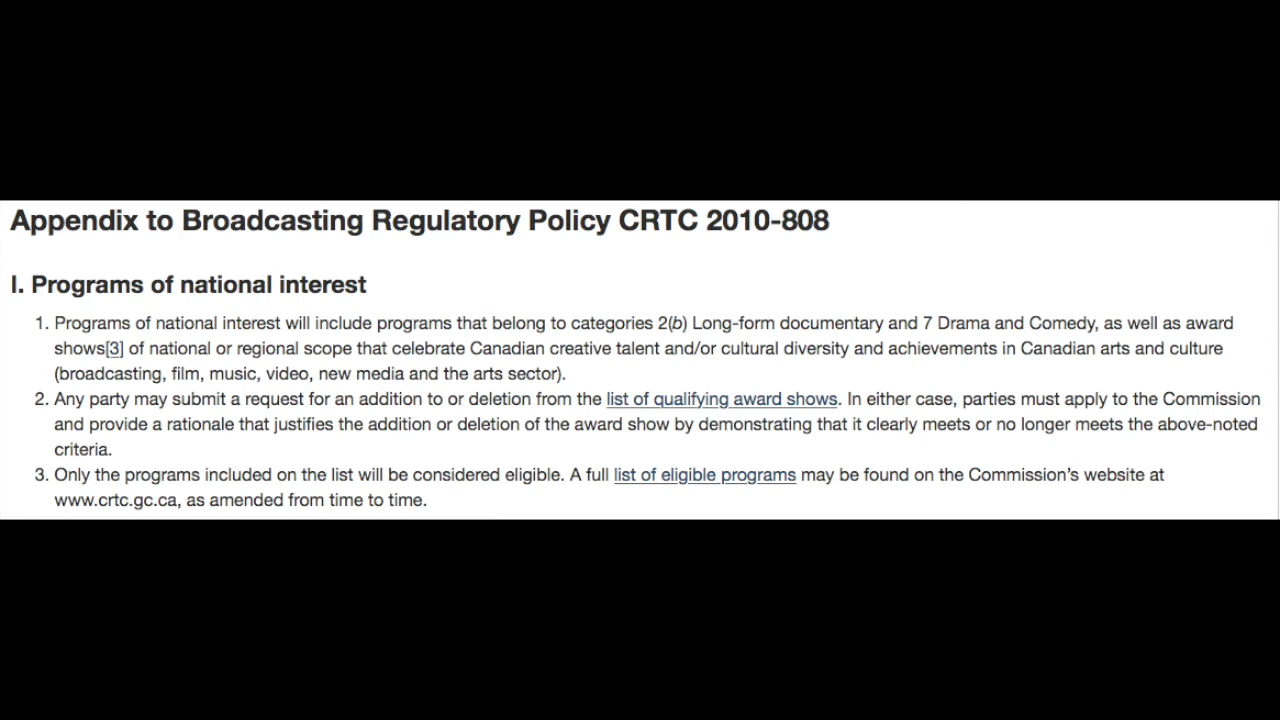 Appendix to Broadcasting Regulatory Policy CRTC 2010-808
I. Programs of national interest
1. Programs of national interest will include programs that belong to categories 2(b) Long-form documentary and 7 Drama and Comedy, as well as award
shows[3] of national or regional scope that celebrate Canadian creative talent and/or cultural diversity and achievements in Canadian arts and culture
(broadcasting, film, music, video, new media and the arts sector).
2. Any party may submit a request for an addition to or deletion from the list of qualifying award shows. In either case, parties must apply to the Commission
and provide a rationale that justifies the addition or deletion of the award show by demonstrating that it clearly meets or no longer meets the above-noted
criteria.
3. Only the programs included on the list will be considered eligible. A full list of eligible programs may be found on the Commission's website at
www.crtc.gc.ca, as amended from time to time.